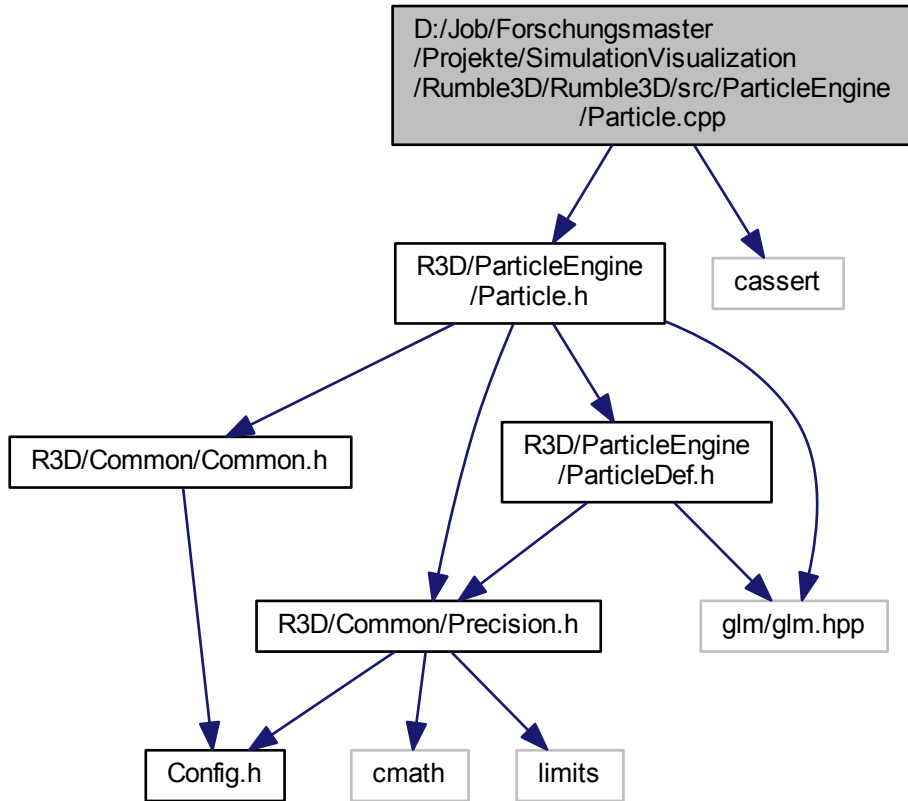 D:/Job/Forschungsmaster
/Projekte/SimulationVisualization
/Rumble3D/Rumble3D/src/ParticleEngine
/Particle.cpp
R3D/ParticleEngine
/Particle.h
cassert
R3D/Common/Common.h
R3D/ParticleEngine
/ParticleDef.h
R3D/Common/Precision.h
glm/glm.hpp
Config.h
cmath
limits